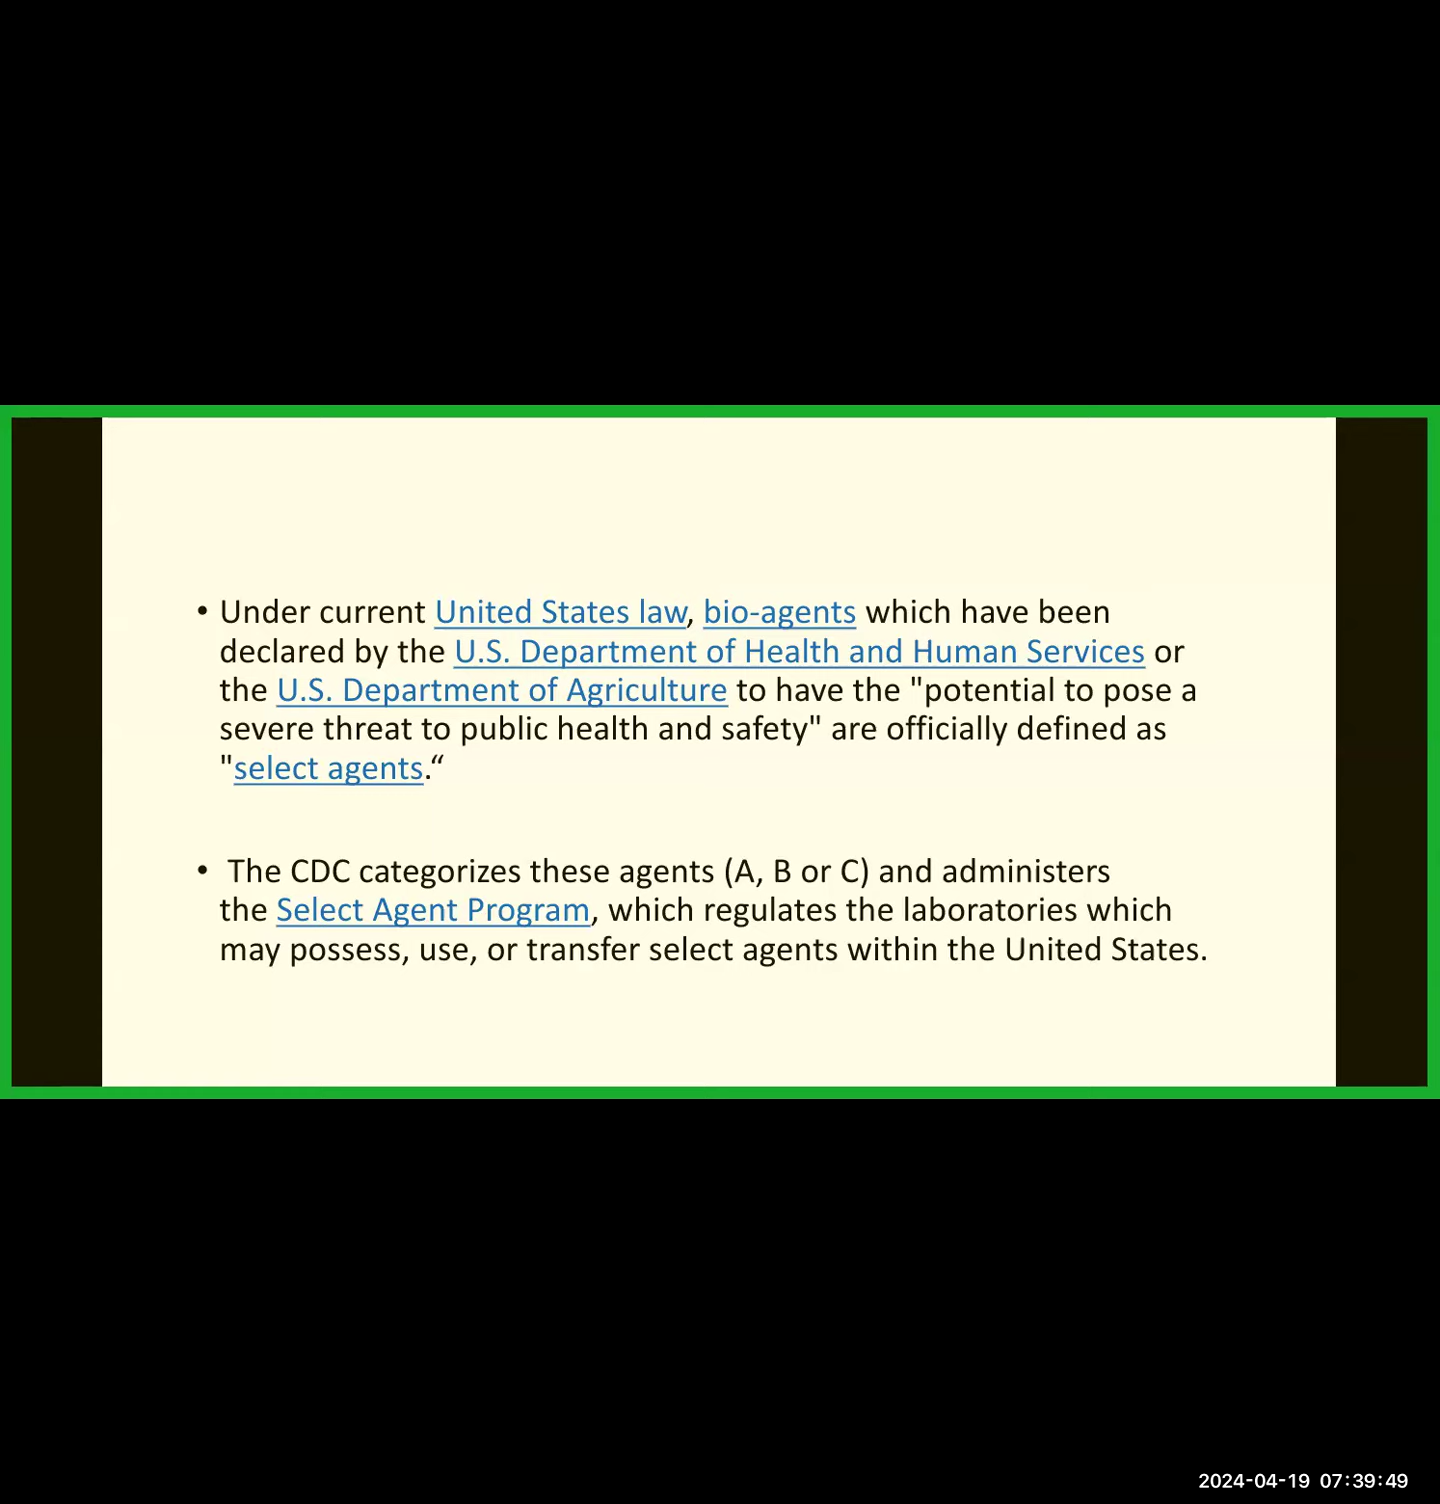 • Under current United States law, bio-agents which have been
declared by the U.S. Department of Health and Human Services or
the U.S. Department of Agriculture to have the "potential to pose a
severe threat to public health and safety" are officially defined as
"select agents.“
• The CDC categorizes these agents (A, B or C) and administers
the Select Agent Program, which regulates the laboratories which
may possess, use, or transfer select agents within the United States.
2024-04-19 07:39:49